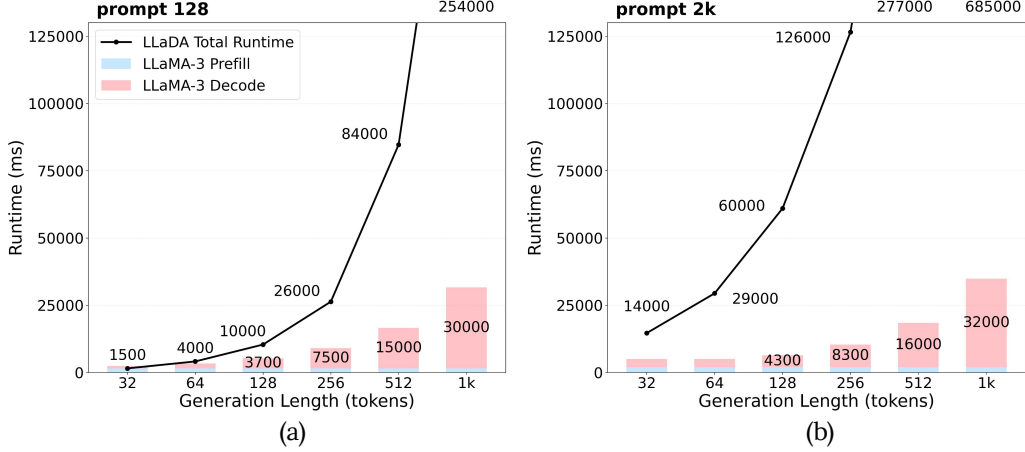 prompt 128
254000
125000
100000
75000
50000
25000
0
Runtime (ms)
LLaDA Total Runtime
LLaMA-3 Prefill
LLaMA-3 Decode
84000
26000
10000
4000
1500
3700
7500
15000
30000
32 64 128 256 512 1k
Generation Length (tokens)
(a)
prompt 2k
277000 685000
125000
100000
75000
50000
25000
0
Runtime (ms)
126000
60000
29000
14000
4300
8300
16000
32000
32 64 128 256 512 1k
Generation Length (tokens)
(b)